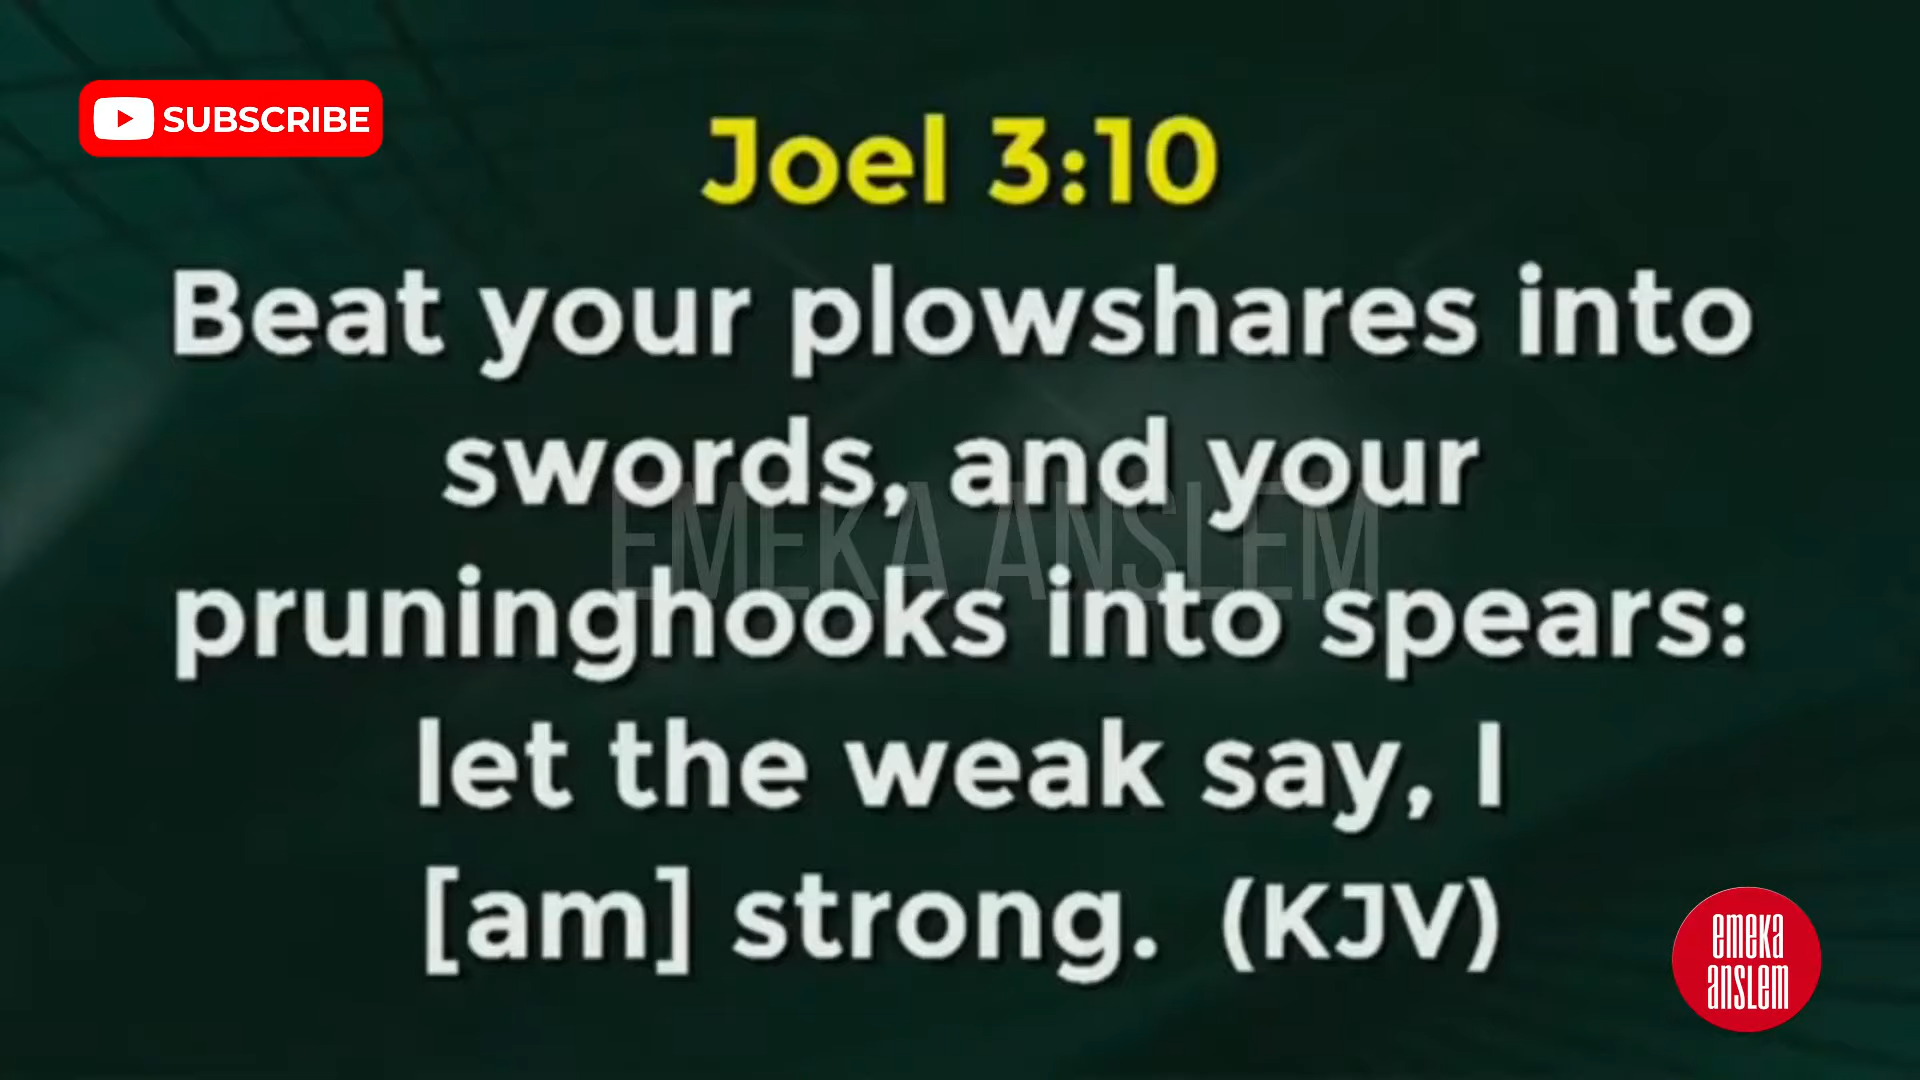 SUBSCRIBE
Joel 3:10
Beat your plowshares into
swords, and your
EMEKA ANSLEM
pruninghooks into spears:
let the weak say, I
[am] strong. (KJV)
emeka
anslem